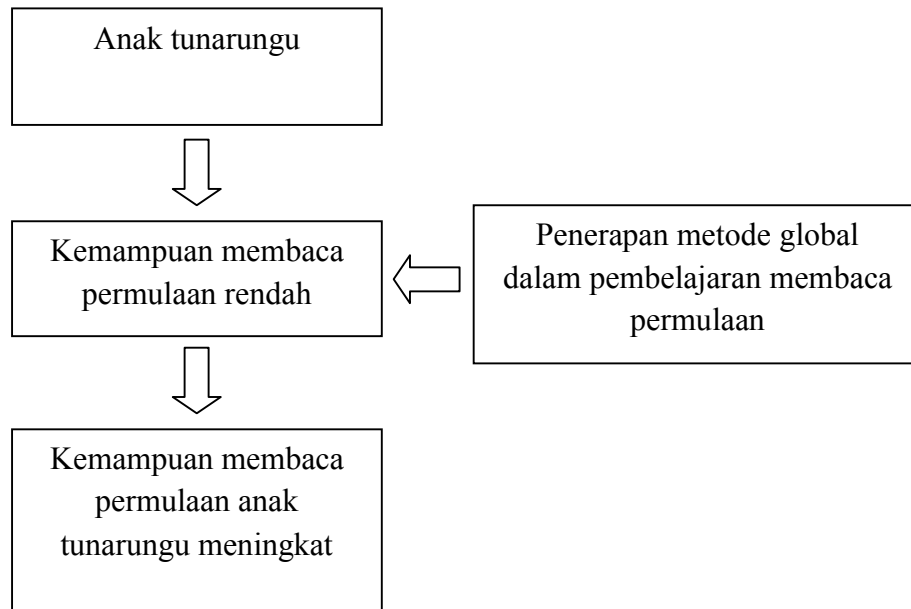 Anak tunarungu
Kemampuan membaca
permulaan rendah
Penerapan metode global
dalam pembelajaran membaca
permulaan
Kemampuan membaca
permulaan anak
tunarungu meningkat